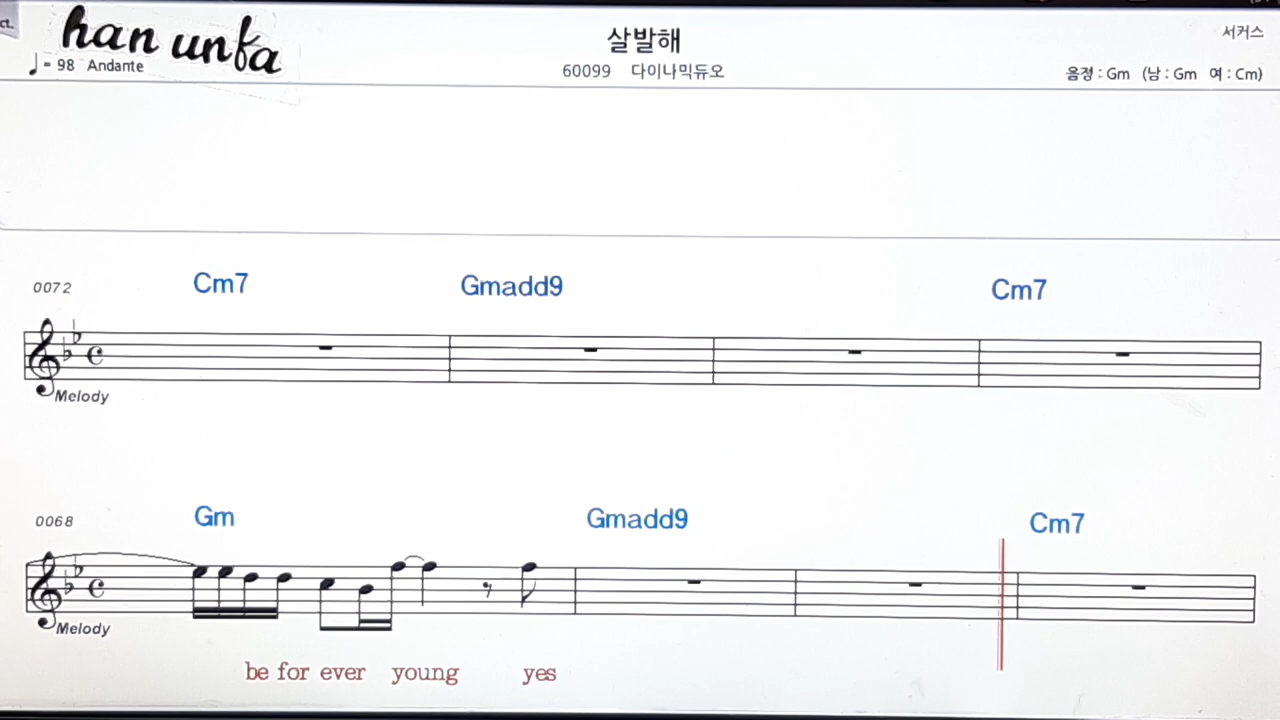 ct.
han unfa
살발해
서커스
♩= 98 Andante
60099 다이나믹듀오
음정 : Gm (남 : Gm 여 : Cm)
0072 Cm7 Gmadd9 Cm7
Melody
0068 Gm Gmadd9 Cm7
Melody
be for ever young yes